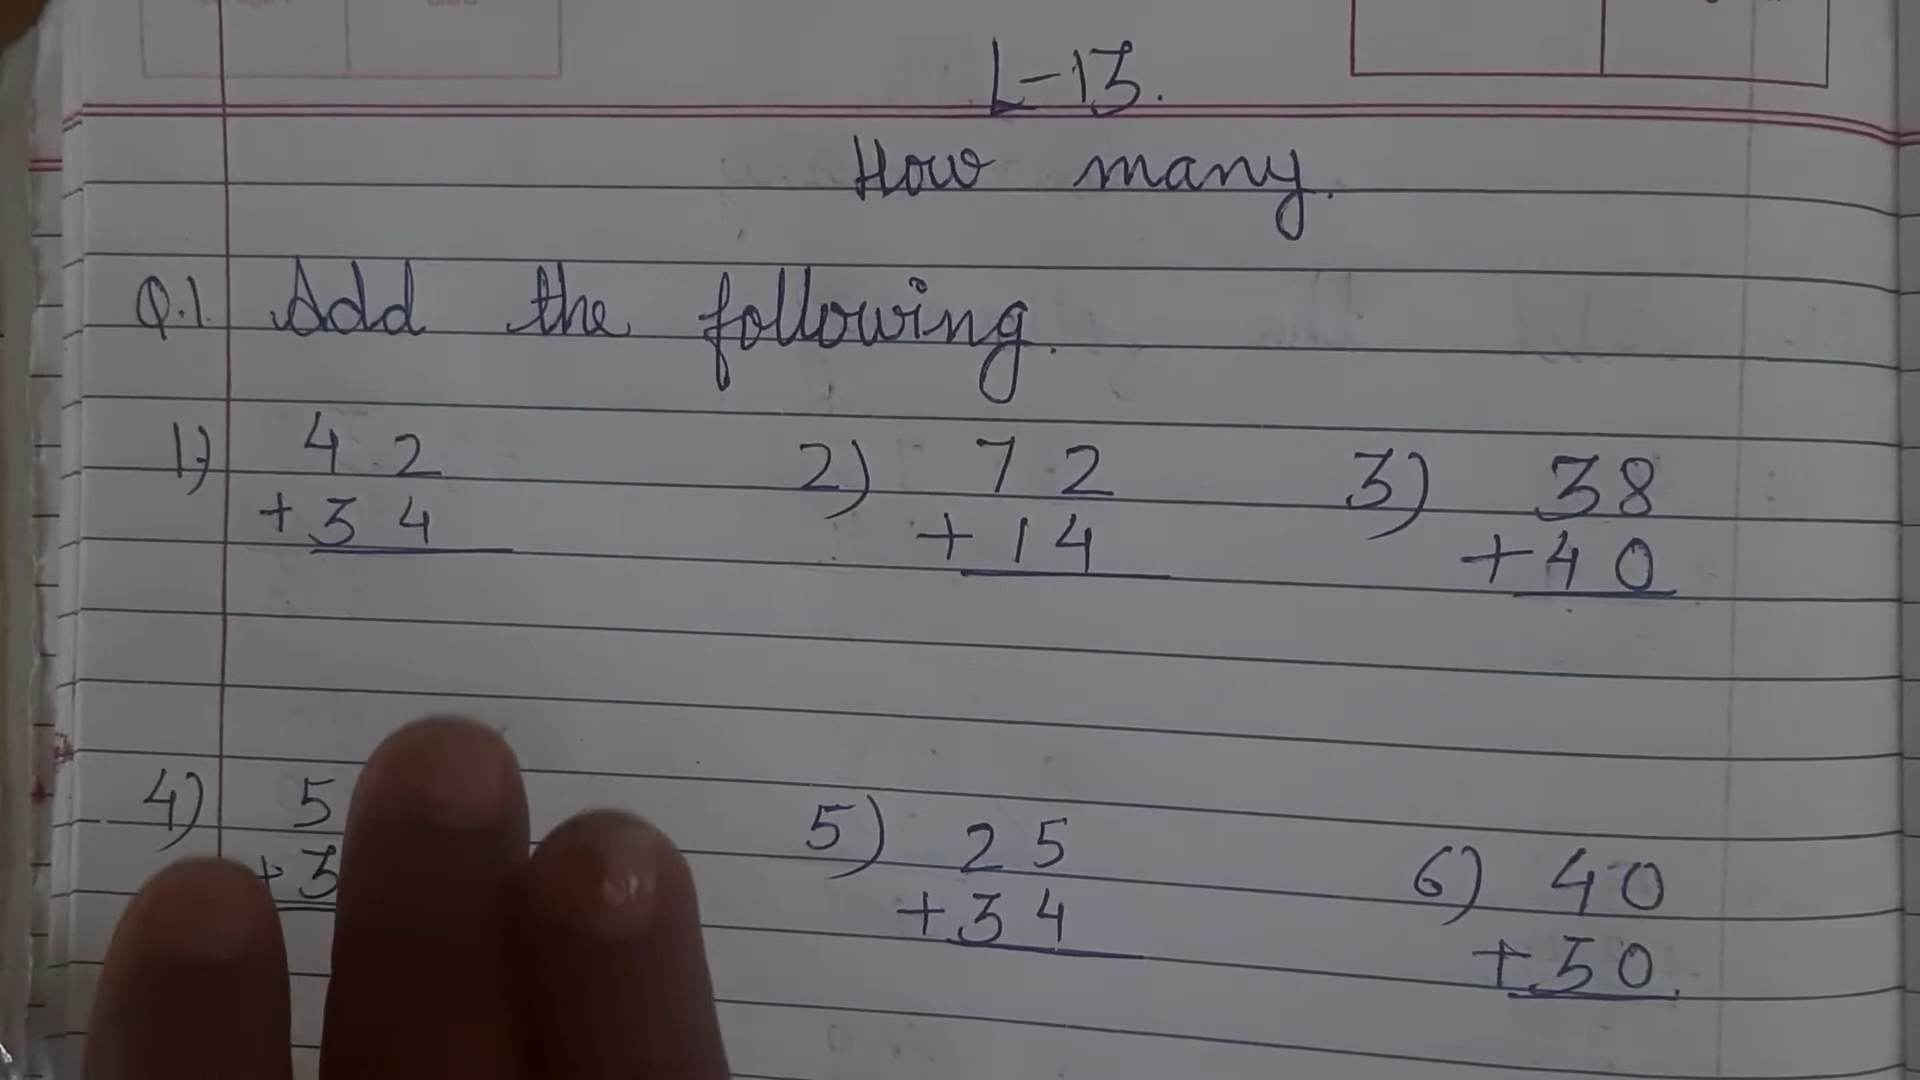 L-13.
How many.
Q.1. Add the following.
1) 42 2) 72 3) 38
+34 +14 +40
4) 5 5) 25 6) 40
+3 +34 +50